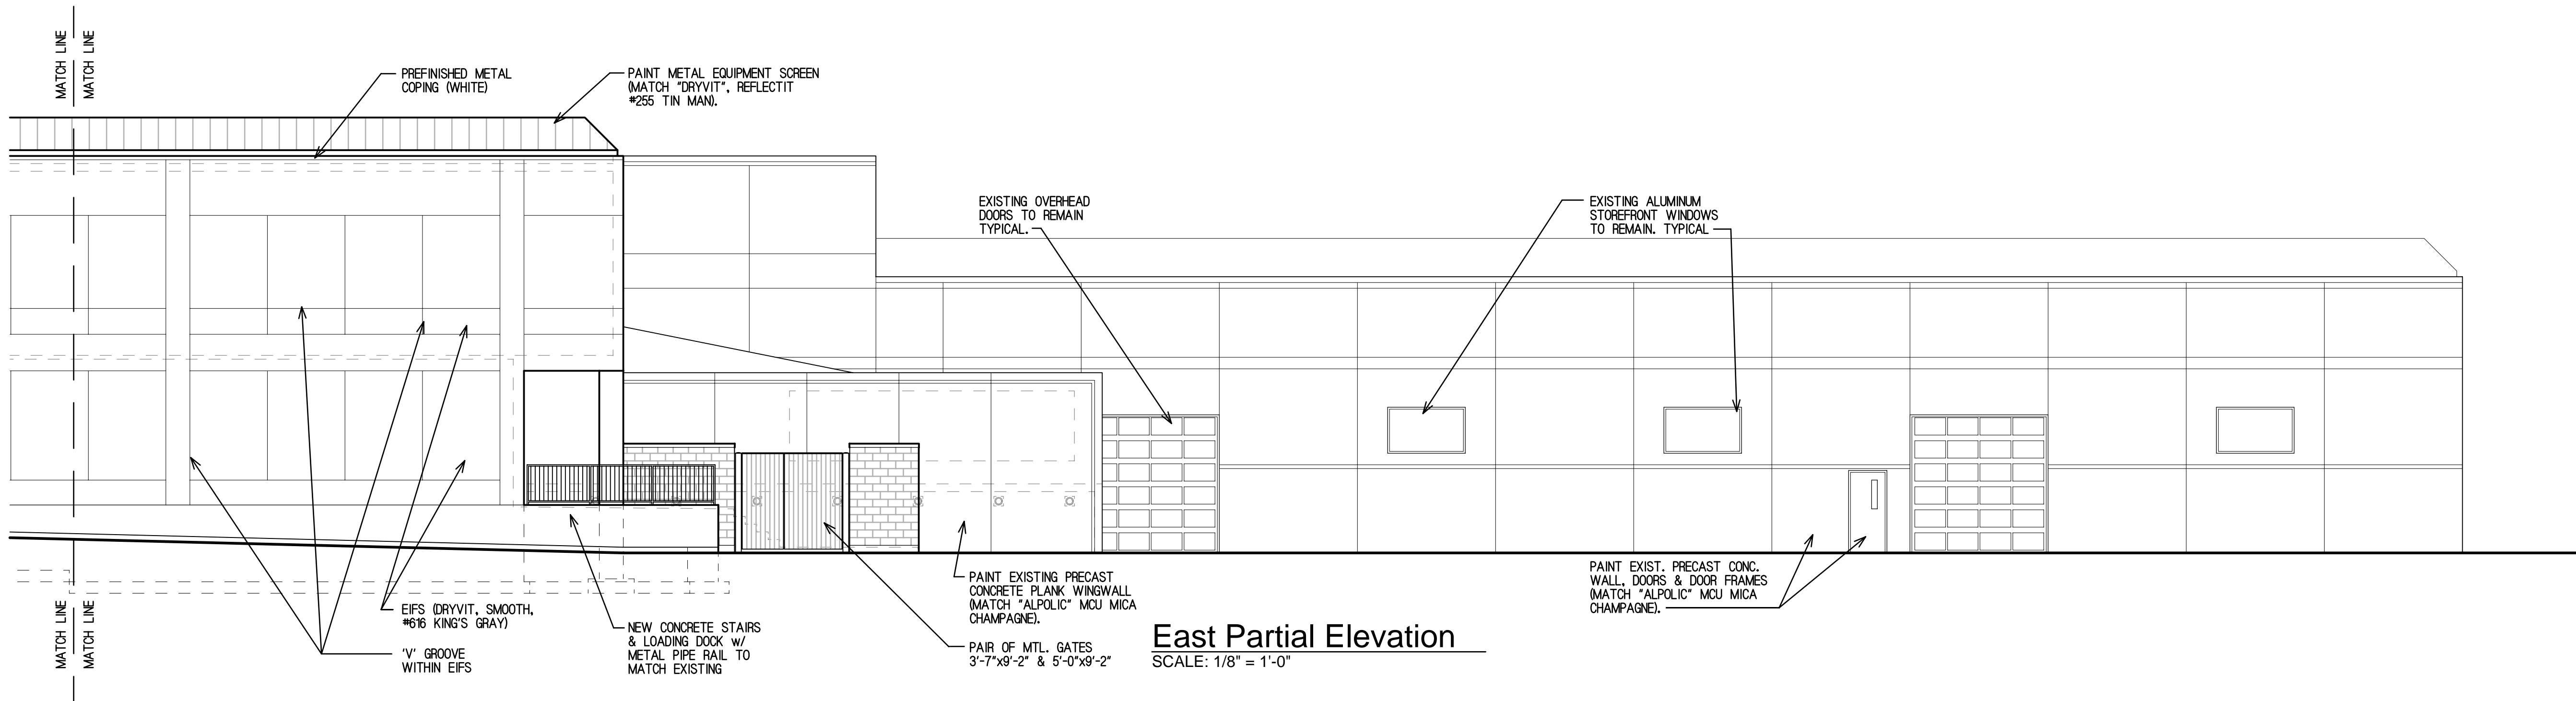 MATCH LINE
MATCH LINE
PREFINISHED METAL
COPING (WHITE)
PAINT METAL EQUIPMENT SCREEN
(MATCH "DRYVIT", REFLECTIT
#255 TIN MAN).
EXISTING OVERHEAD
DOORS TO REMAIN
TYPICAL.
EXISTING ALUMINUM
STOREFRONT WINDOWS
TO REMAIN. TYPICAL
MATCH LINE
MATCH LINE
EIFS (DRYVIT, SMOOTH,
#616 KING'S GRAY)
'V' GROOVE
WITHIN EIFS
NEW CONCRETE STAIRS
& LOADING DOCK w/
METAL PIPE RAIL TO
MATCH EXISTING
PAINT EXISTING PRECAST
CONCRETE PLANK WINGWALL
(MATCH "ALPOLIC" MCU MICA
CHAMPAGNE).
PAIR OF MTL. GATES
3'-7"x9'-2" & 5'-0"x9'-2"
East Partial Elevation
SCALE: 1/8" = 1'-0"
PAINT EXIST. PRECAST CONC.
WALL, DOORS & DOOR FRAMES
(MATCH "ALPOLIC" MCU MICA
CHAMPAGNE).